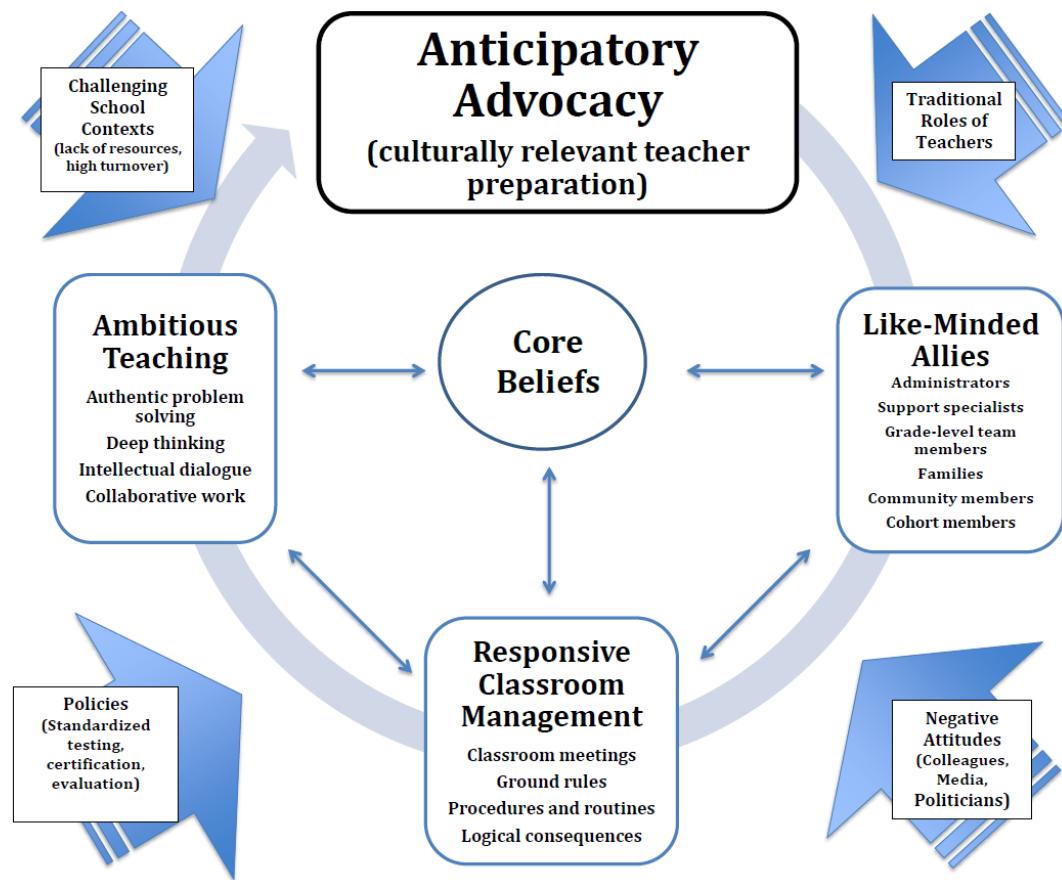 Anticipatory
Advocacy
(culturally relevant teacher
preparation)
Challenging
School
Contexts
(lack of resources,
high turnover)
Traditional
Roles of
Teachers
Ambitious
Teaching
Authentic problem
solving
Deep thinking
Intellectual dialogue
Collaborative work
Core
Beliefs
Like-Minded
Allies
Administrators
Support specialists
Grade-level team
members
Families
Community members
Cohort members
Responsive
Classroom
Management
Classroom meetings
Ground rules
Procedures and routines
Logical consequences
Policies
(Standardized
testing,
certification,
evaluation)
Negative
Attitudes
(Colleagues,
Media,
Politicians)